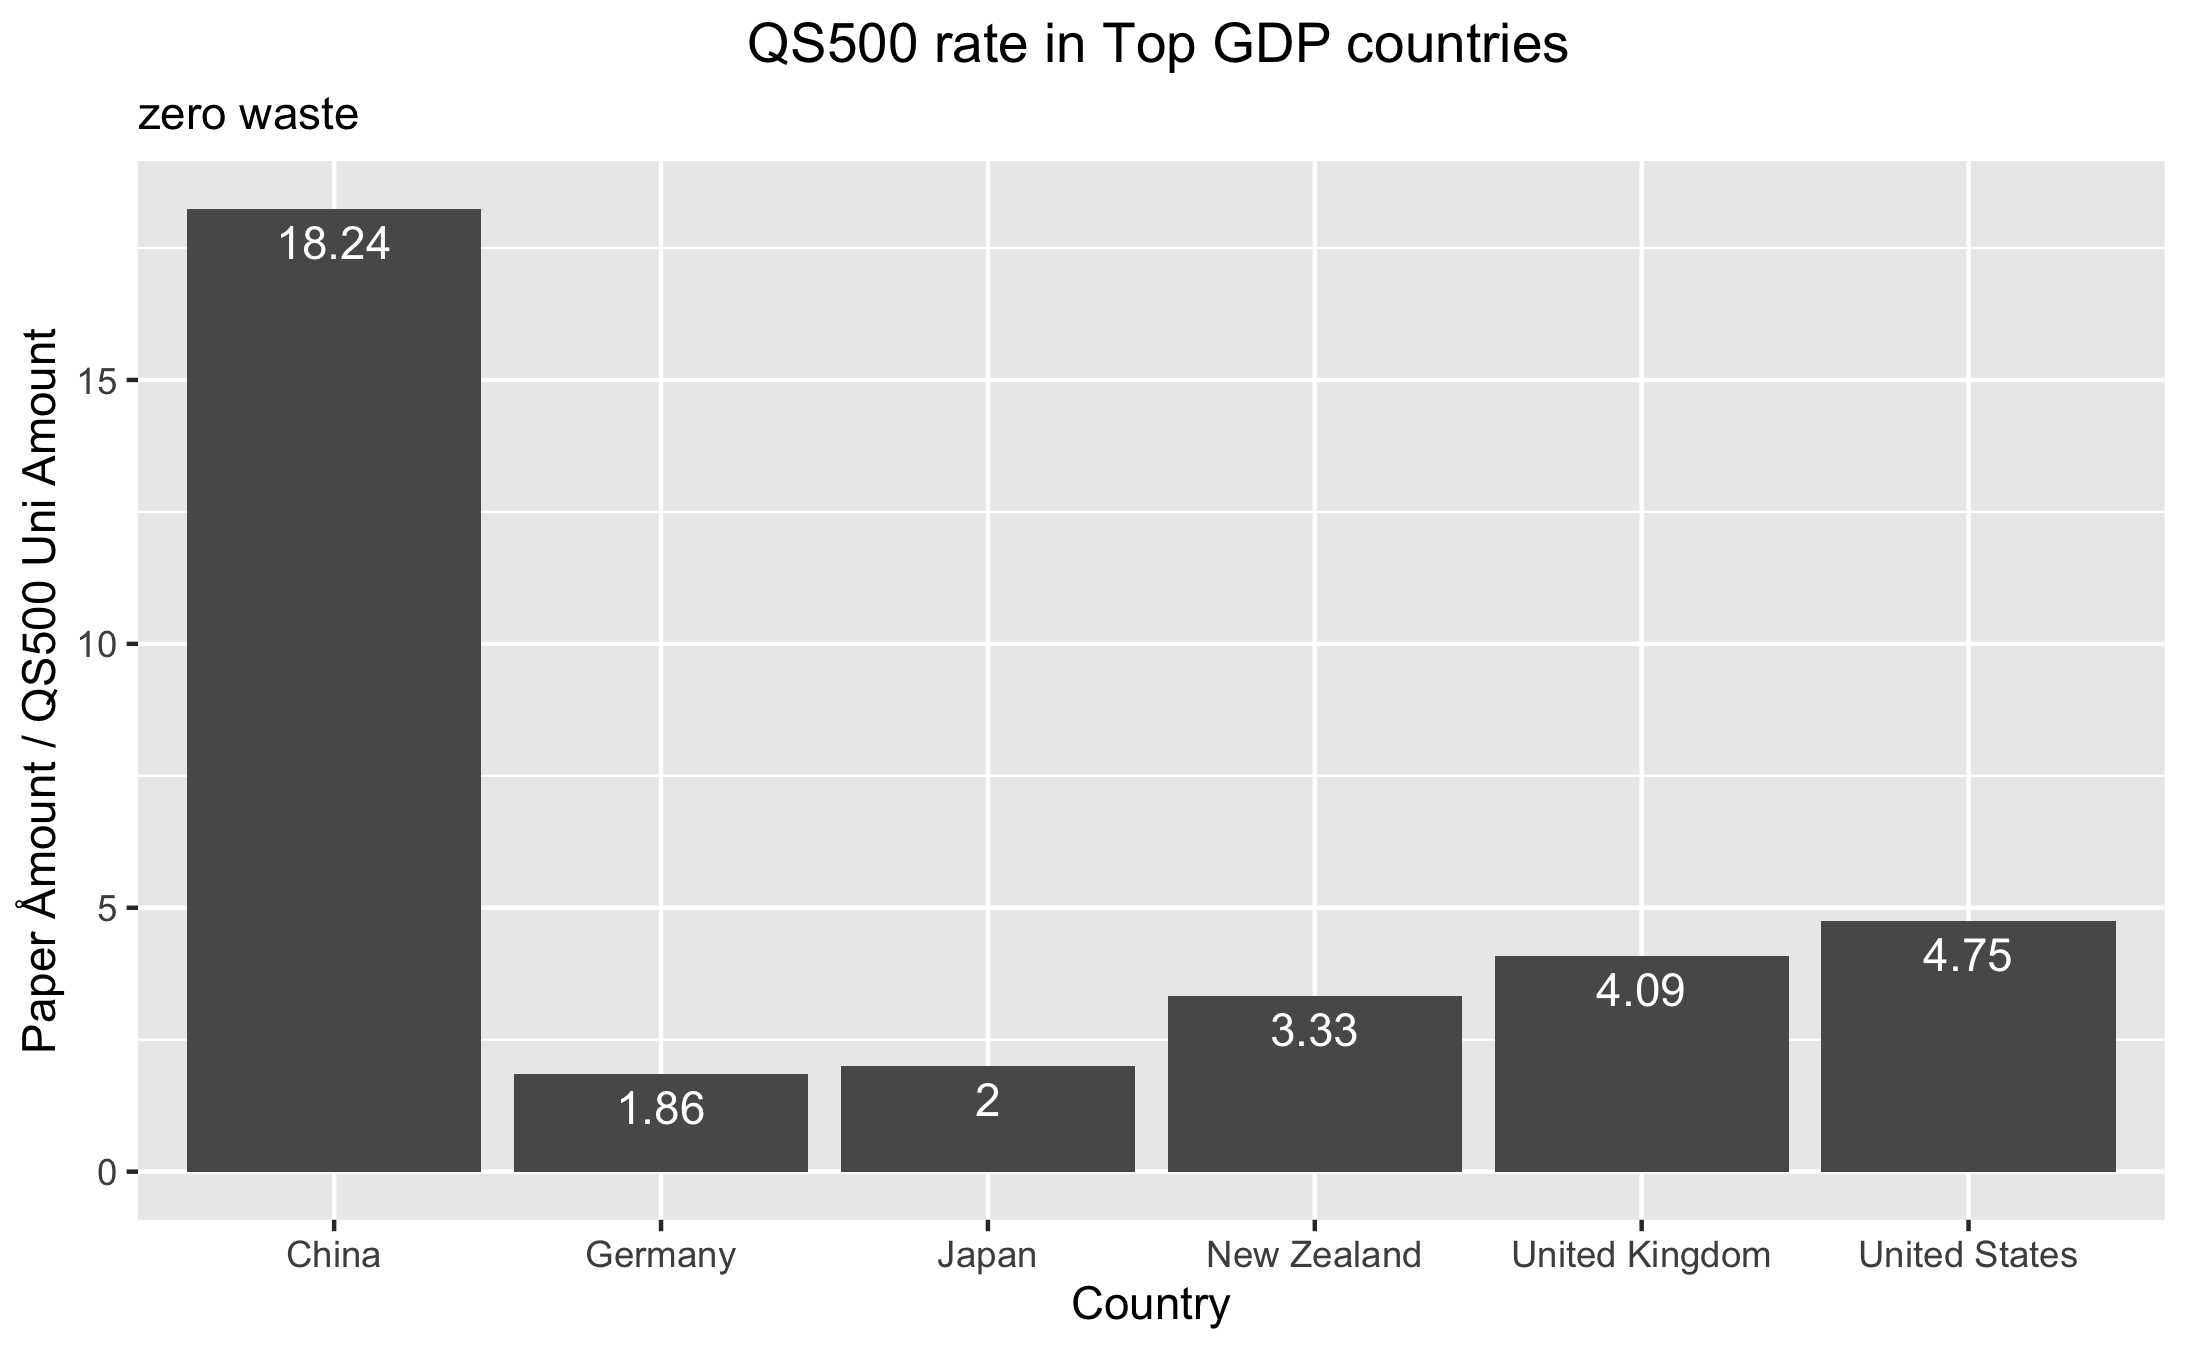 QS500 rate in Top GDP countries
zero waste
Paper Åmount / QS500 Uni Amount
15
10
5
0
18.24
1.86
2
3.33
4.09
4.75
China
Germany
Japan
New Zealand
United Kingdom
United States
Country